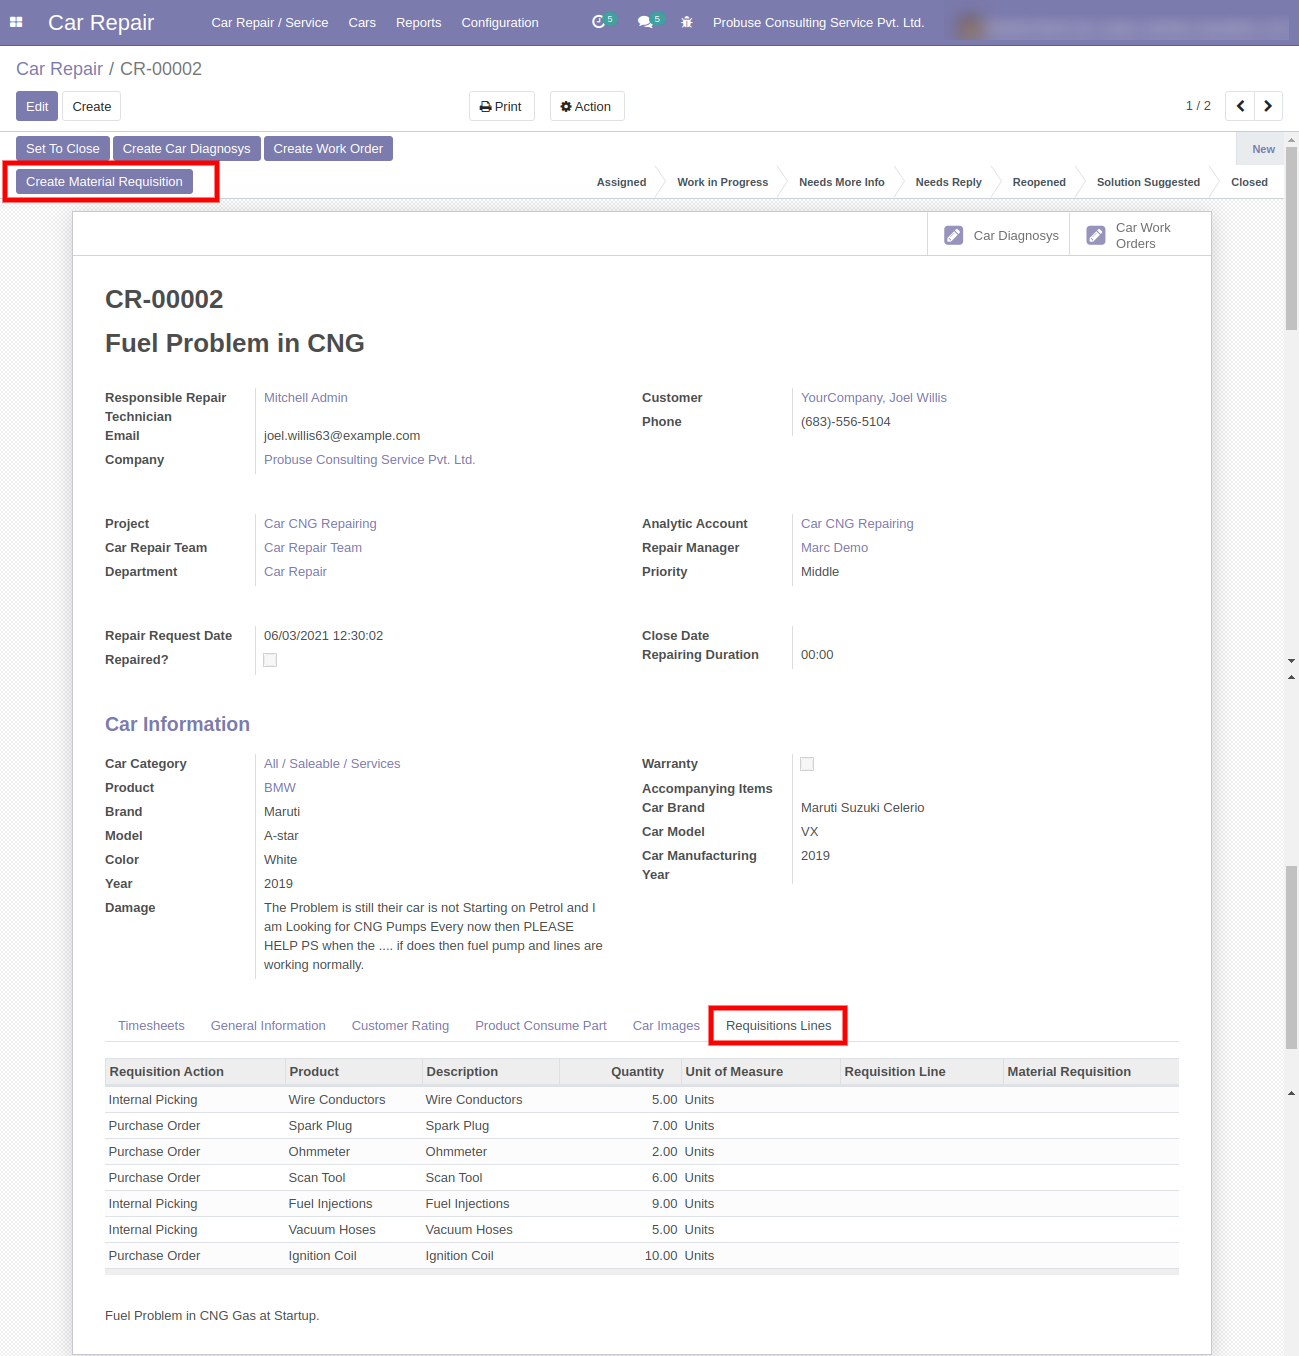 Car Repair
Car Repair / Service Cars Reports Configuration 5 5 Probuse Consulting Service Pvt. Ltd.
Car Repair / CR-00002
Edit Create Print Action 1 / 2
Set To Close Create Car Diagnosys Create Work Order New
Create Material Requisition Assigned Work in Progress Needs More Info Needs Reply Reopened Solution Suggested Closed
Car Diagnosys Car Work
Orders
CR-00002
Fuel Problem in CNG
Responsible Repair Mitchell Admin
Technician
Email joel.willis63@example.com
Company Probuse Consulting Service Pvt. Ltd.
Customer YourCompany, Joel Willis
Phone (683)-556-5104
Project Car CNG Repairing
Car Repair Team Car Repair Team
Department Car Repair
Analytic Account Car CNG Repairing
Repair Manager Marc Demo
Priority Middle
Repair Request Date 06/03/2021 12:30:02
Repaired?
Close Date
Repairing Duration 00:00
Car Information
Car Category All / Saleable / Services
Product BMW
Brand Maruti
Model A-star
Color White
Year 2019
Damage The Problem is still their car is not Starting on Petrol and I
am Looking for CNG Pumps Every now then PLEASE
HELP PS when the .... if does then fuel pump and lines are
working normally.
Warranty
Accompanying Items
Car Brand Maruti Suzuki Celerio
Car Model VX
Car Manufacturing 2019
Year
Timesheets General Information Customer Rating Product Consume Part Car Images Requisitions Lines
Requisition Action Product Description Quantity Unit of Measure Requisition Line Material Requisition
Internal Picking Wire Conductors Wire Conductors 5.00 Units
Purchase Order Spark Plug Spark Plug 7.00 Units
Purchase Order Ohmmeter Ohmmeter 2.00 Units
Purchase Order Scan Tool Scan Tool 6.00 Units
Internal Picking Fuel Injections Fuel Injections 9.00 Units
Internal Picking Vacuum Hoses Vacuum Hoses 5.00 Units
Purchase Order Ignition Coil Ignition Coil 10.00 Units
Fuel Problem in CNG Gas at Startup.